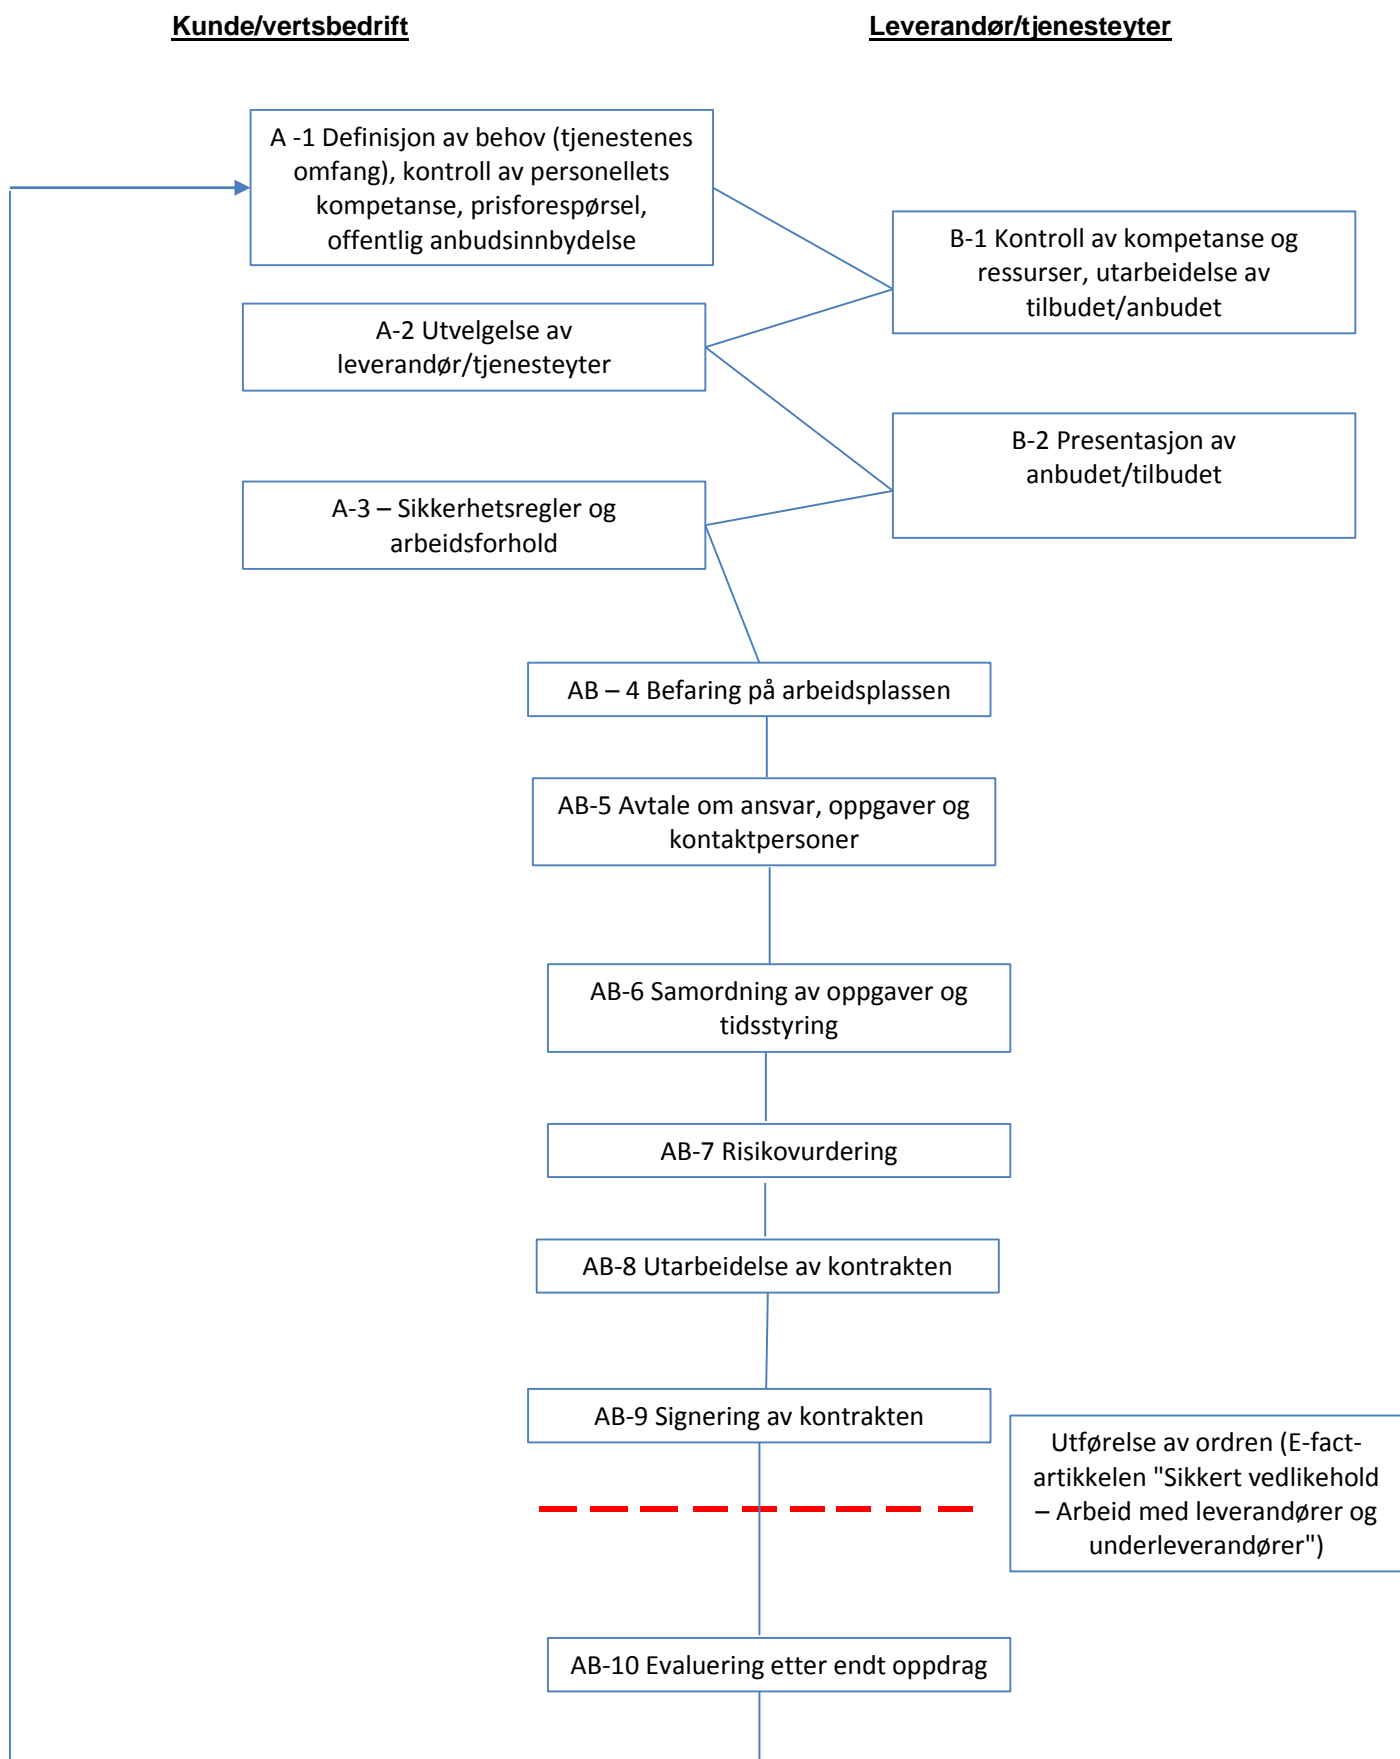 Kunde/vertsbedrift
Leverandør/tjenesteyter
A -1 Definisjon av behov (tjenestenes
omfang), kontroll av personellets
kompetanse, prisforespørsel,
offentlig anbudsinnbydelse
B-1 Kontroll av kompetanse og
ressurser, utarbeidelse av
tilbudet/anbudet
A-2 Utvelgelse av
leverandør/tjenesteyter
B-2 Presentasjon av
anbudet/tilbudet
A-3 – Sikkerhetsregler og
arbeidsforhold
AB – 4 Befaring på arbeidsplassen
AB-5 Avtale om ansvar, oppgaver og
kontaktpersoner
AB-6 Samordning av oppgaver og
tidsstyring
AB-7 Risikovurdering
AB-8 Utarbeidelse av kontrakten
AB-9 Signering av kontrakten
Utførelse av ordren (E-fact-
artikkelen "Sikkert vedlikehold
– Arbeid med leverandører og
underleverandører")
AB-10 Evaluering etter endt oppdrag